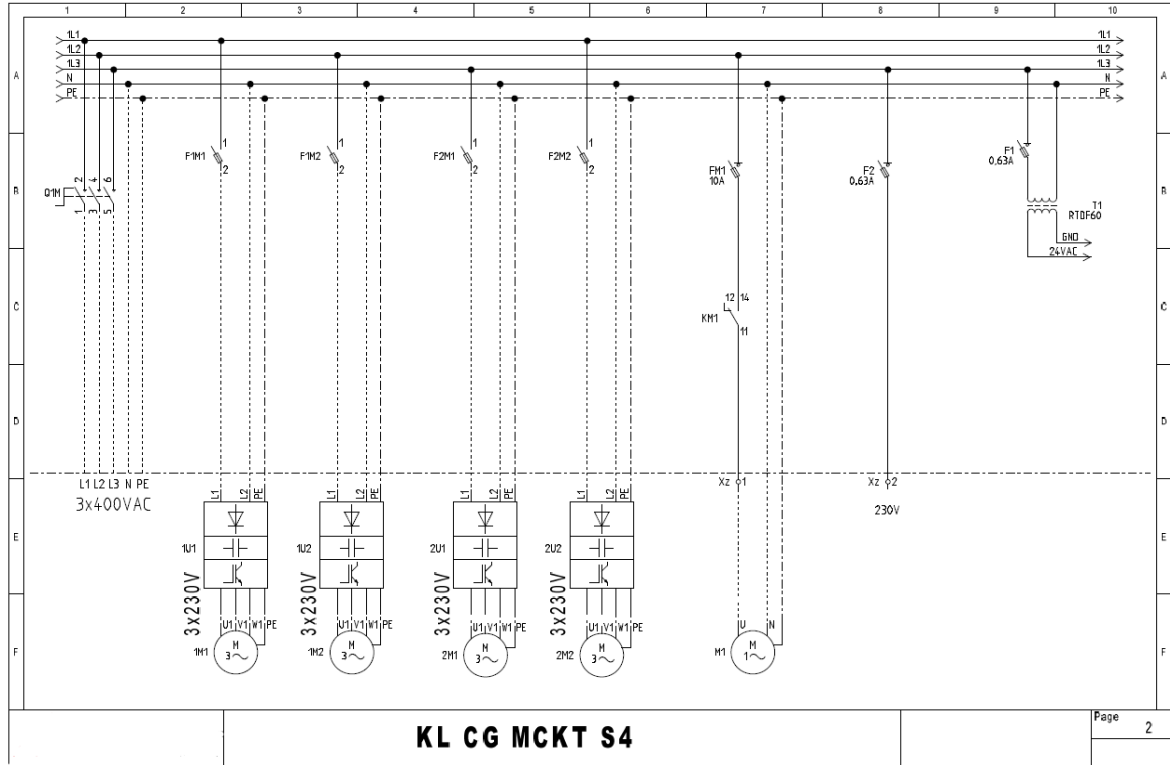 1 2 3 4 5 6 7 8 9 10
1L1 1L1
1L2 1L2
1L3 1L3
A N N A
PE PE
F1M1 1 2
F1M2 1 2
F2M1 1 2
F2M2 1 2
FM1
10A
F2
0,63A
F1
0,63A
B B
Q1M 2 4 6
1 3 5
T1
RTDF60
GND
24VAC
C C
12 14
KM1
11
D D
L1 L2 L3 N PE
3x400VAC
L1 L2 PE
L1 L2 PE
L1 L2 PE
L1 L2 PE
Xz 1
Xz 2
230V
E E
1U1
1U2
2U1
2U2
3x230V
3x230V
3x230V
3x230V
U1 V1 W1 PE
U1 V1 W1 PE
U1 V1 W1 PE
U1 V1 W1 PE
U N
F F
1M1 M 3
1M2 M 3
2M1 M 3
2M2 M 3
M1 M 1
KL CG MCKT S4
Page
2